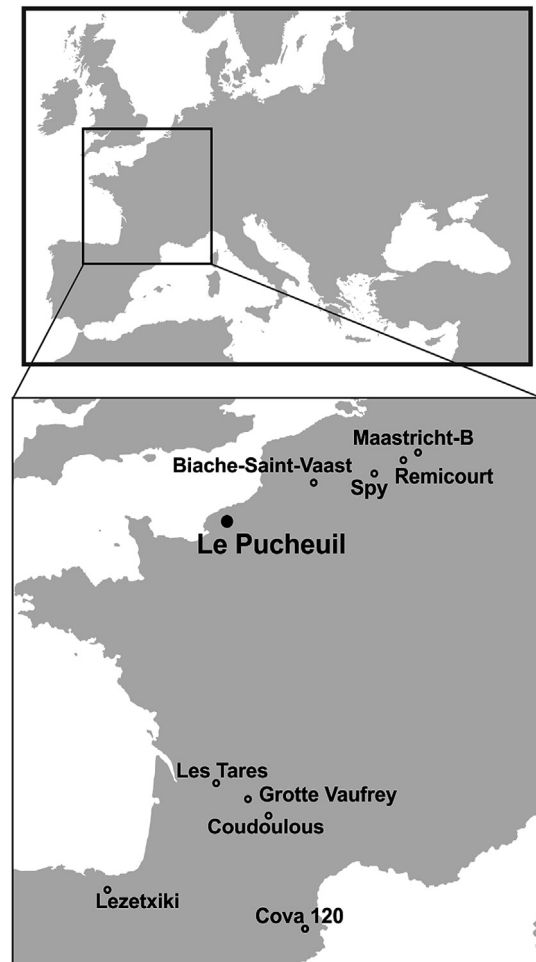 Maastricht-B
Biache-Saint-Vaast
Remicourt
Spy
Le Pucheuil
Les Tares
Grotte Vaufrey
Coudoulous
Lezetxiki
Cova 120